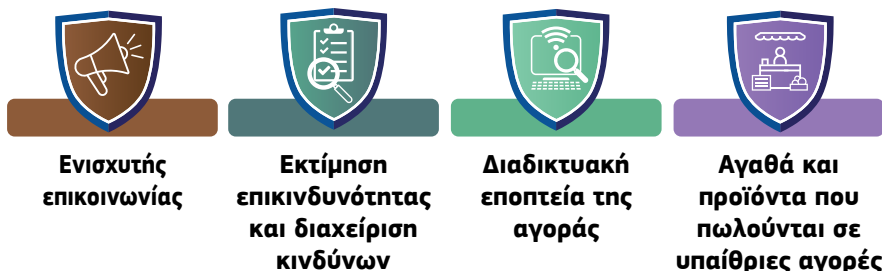 Ενισχυτής
επικοινωνίας
Εκτίμηση
επικινδυνότητας
και διαχείριση
κινδύνων
Διαδικτυακή
εποπτεία της
αγοράς
Αγαθά και
προϊόντα που
πωλούνται σε
υπαίθριες αγορές